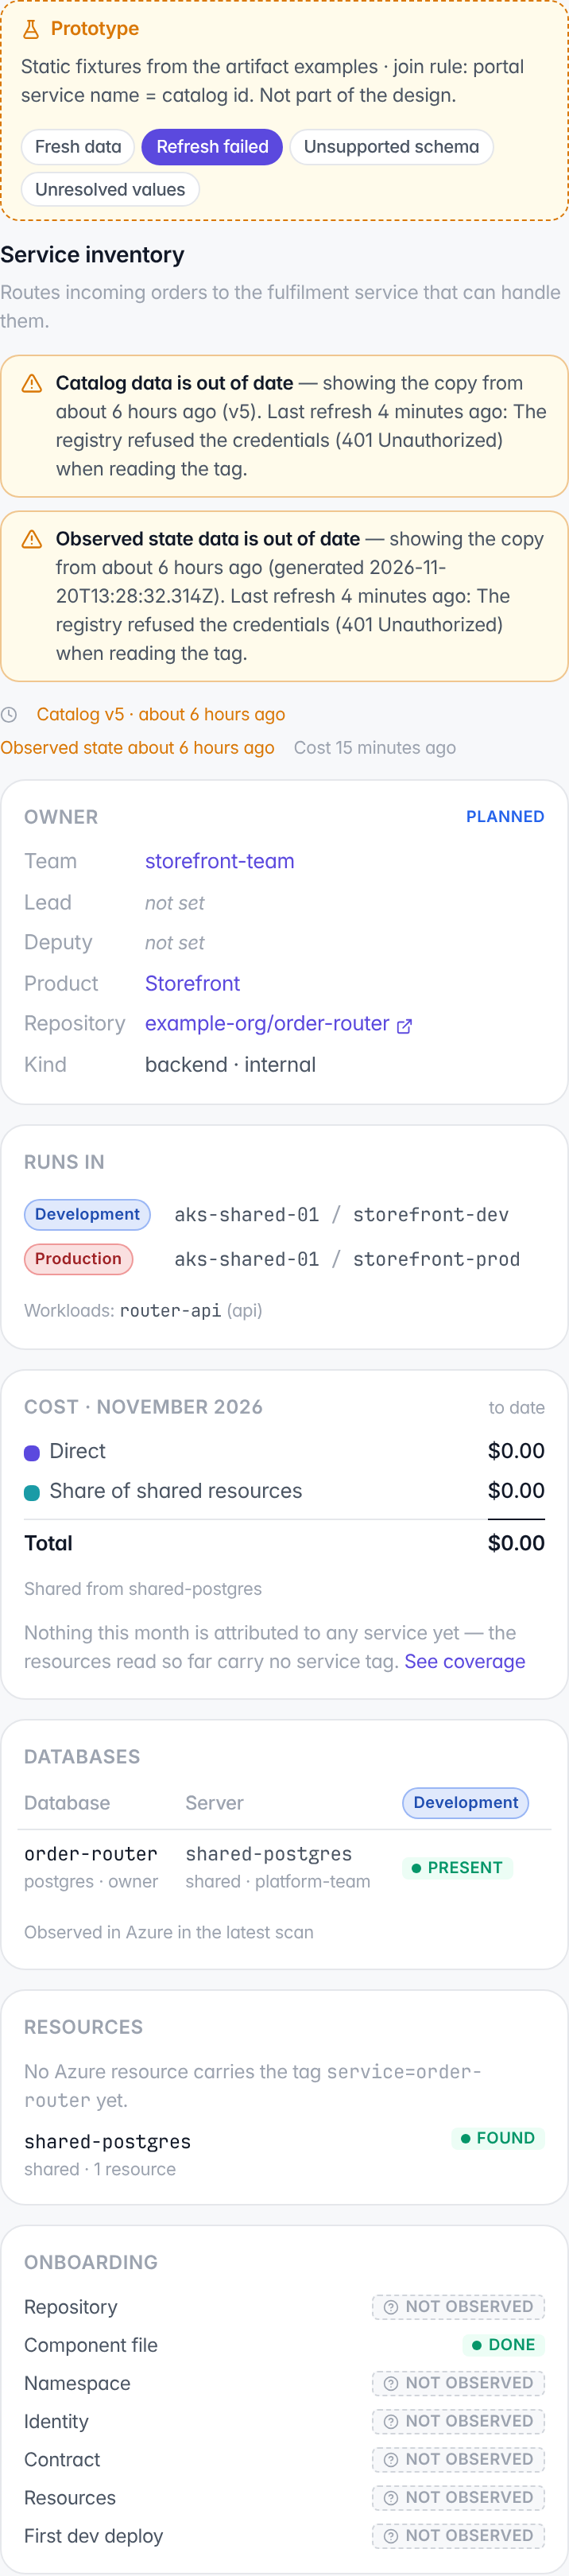 Prototype
Static fixtures from the artifact examples · join rule: portal
service name = catalog id. Not part of the design.
Fresh data
Refresh failed
Unsupported schema
Unresolved values
Service inventory
Routes incoming orders to the fulfilment service that can handle
them.
Catalog data is out of date — showing the copy from
about 6 hours ago (v5). Last refresh 4 minutes ago: The
registry refused the credentials (401 Unauthorized)
when reading the tag.
Observed state data is out of date — showing the copy
from about 6 hours ago (generated 2026-11-
20T13:28:32.314Z). Last refresh 4 minutes ago: The
registry refused the credentials (401 Unauthorized)
when reading the tag.
Catalog v5 · about 6 hours ago
Observed state about 6 hours ago Cost 15 minutes ago
OWNER PLANNED
Team storefront-team
Lead not set
Deputy not set
Product Storefront
Repository example-org/order-router
Kind backend · internal
RUNS IN
Development aks-shared-01 / storefront-dev
Production aks-shared-01 / storefront-prod
Workloads: router-api (api)
COST · NOVEMBER 2026 to date
Direct $0.00
Share of shared resources $0.00
Total $0.00
Shared from shared-postgres
Nothing this month is attributed to any service yet — the
resources read so far carry no service tag. See coverage
DATABASES
Database Server Development
order-router shared-postgres PRESENT
postgres · owner shared · platform-team
Observed in Azure in the latest scan
RESOURCES
No Azure resource carries the tag service=order-
router yet.
shared-postgres FOUND
shared · 1 resource
ONBOARDING
Repository NOT OBSERVED
Component file DONE
Namespace NOT OBSERVED
Identity NOT OBSERVED
Contract NOT OBSERVED
Resources NOT OBSERVED
First dev deploy NOT OBSERVED